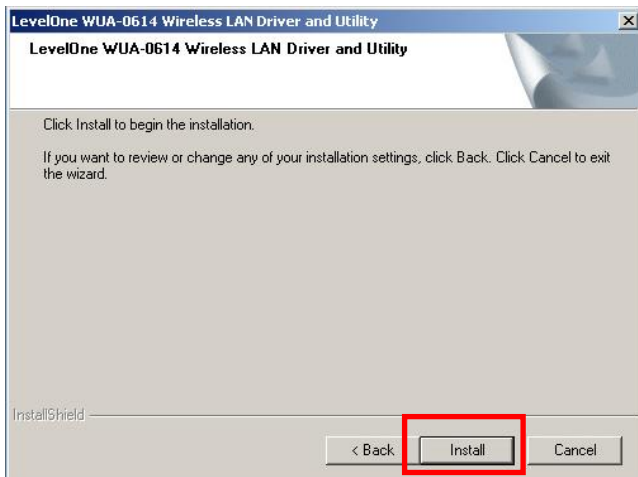 LevelOne WUA-0614 Wireless LAN Driver and Utility
LevelOne WUA-0614 Wireless LAN Driver and Utility
Click Install to begin the installation.
If you want to review or change any of your installation settings, click Back. Click Cancel to exit
the wizard.
InstallShield
< Back Install Cancel